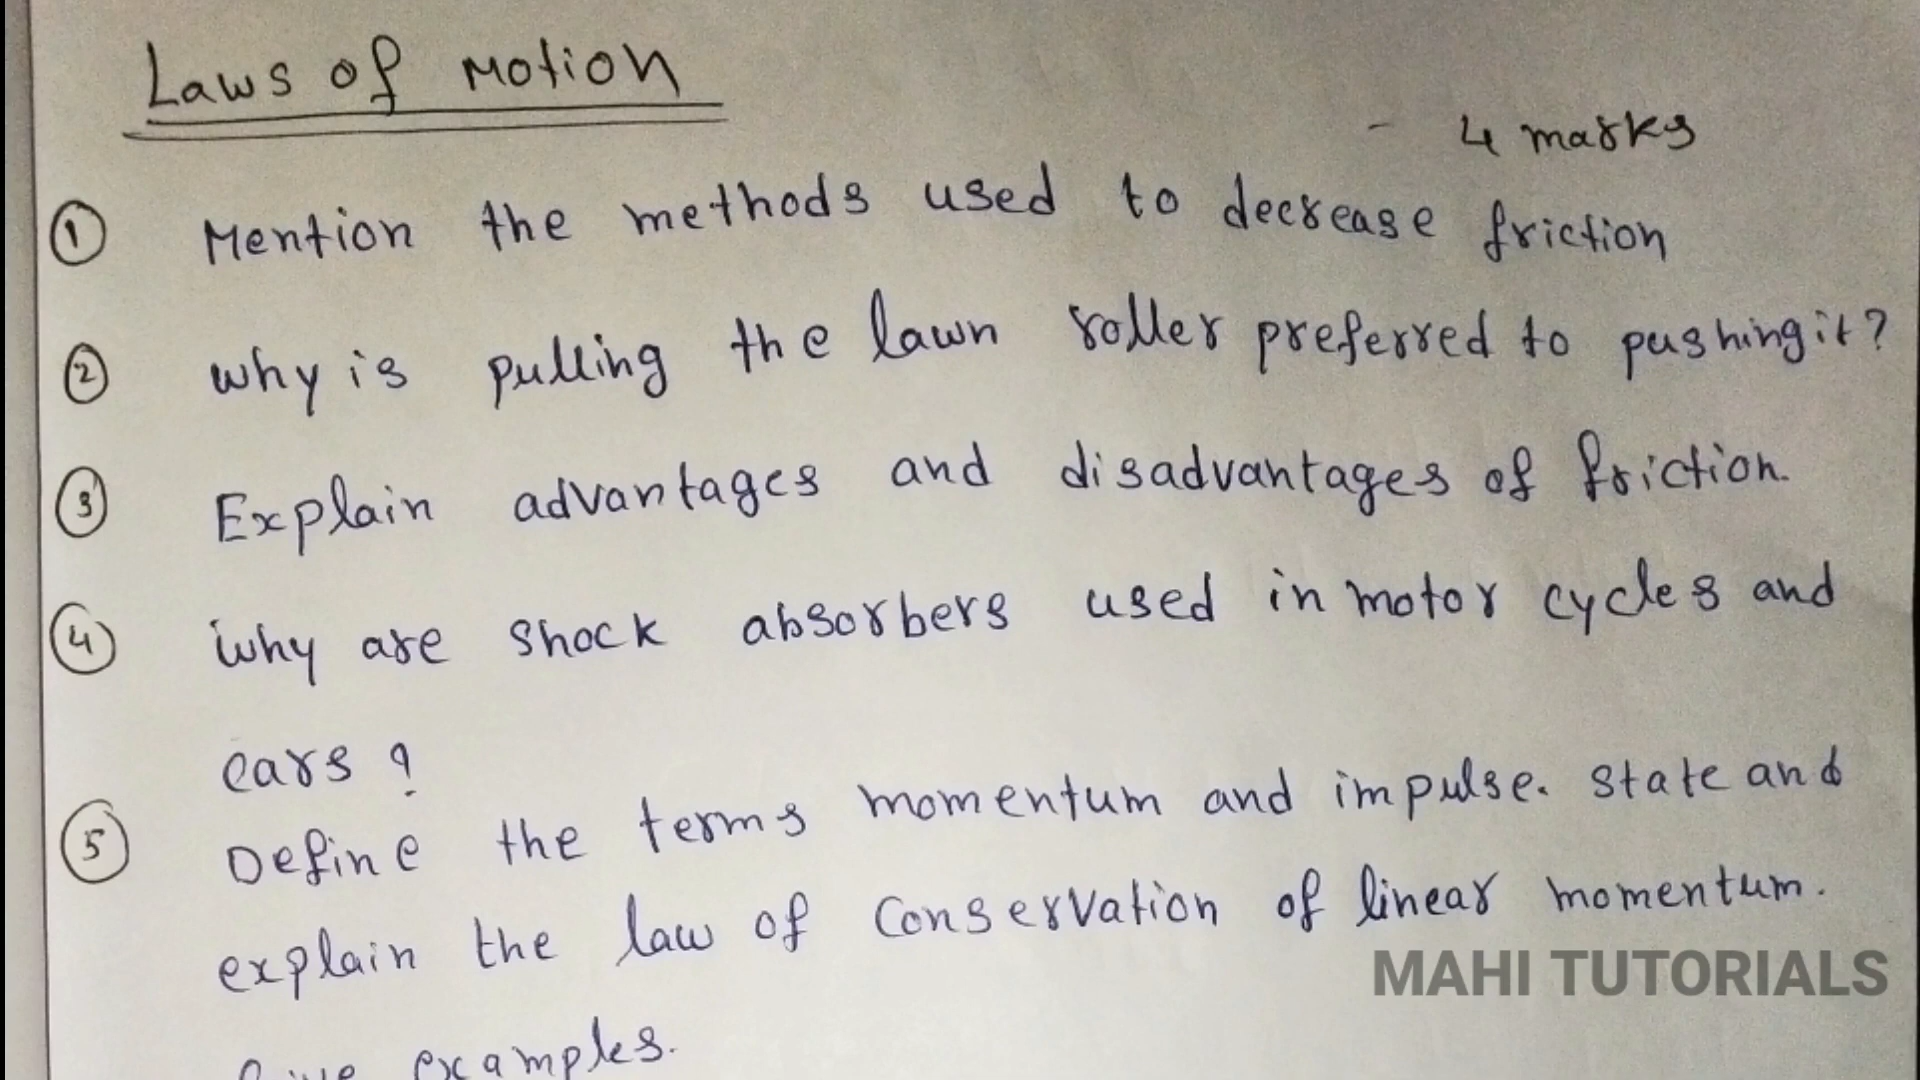 Laws of Motion
- 4 marks
① Mention the methods used to decrease friction
② Why is pulling the lawn roller preferred to pushing it?
③ Explain advantages and disadvantages of friction.
④ Why are shock absorbers used in motor cycles and
cars?
⑤ Define the terms momentum and impulse. State and
explain the law of Conservation of linear momentum.
Give examples.
MAHI TUTORIALS